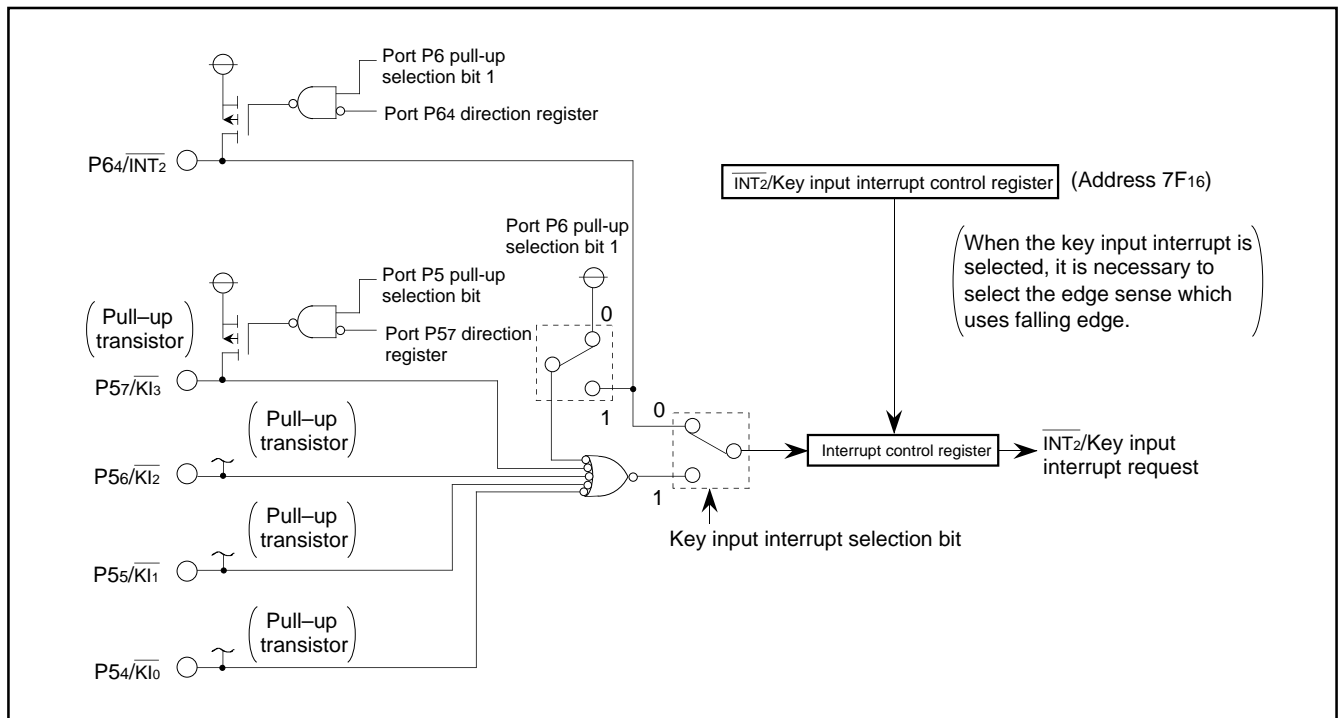 Port P6 pull-up
selection bit 1
Port P64 direction register
P64/INT2
INT2/Key input interrupt control register (Address 7F16)
Port P6 pull-up
selection bit 1
When the key input interrupt is
selected, it is necessary to
select the edge sense which
uses falling edge.
Port P5 pull-up
selection bit
Port P57 direction
register
Pull–up
transistor
0
1
P57/KI3
0
1
Pull–up
transistor
P56/KI2
Interrupt control register
INT2/Key input
interrupt request
Key input interrupt selection bit
Pull–up
transistor
P55/KI1
Pull–up
transistor
P54/KI0